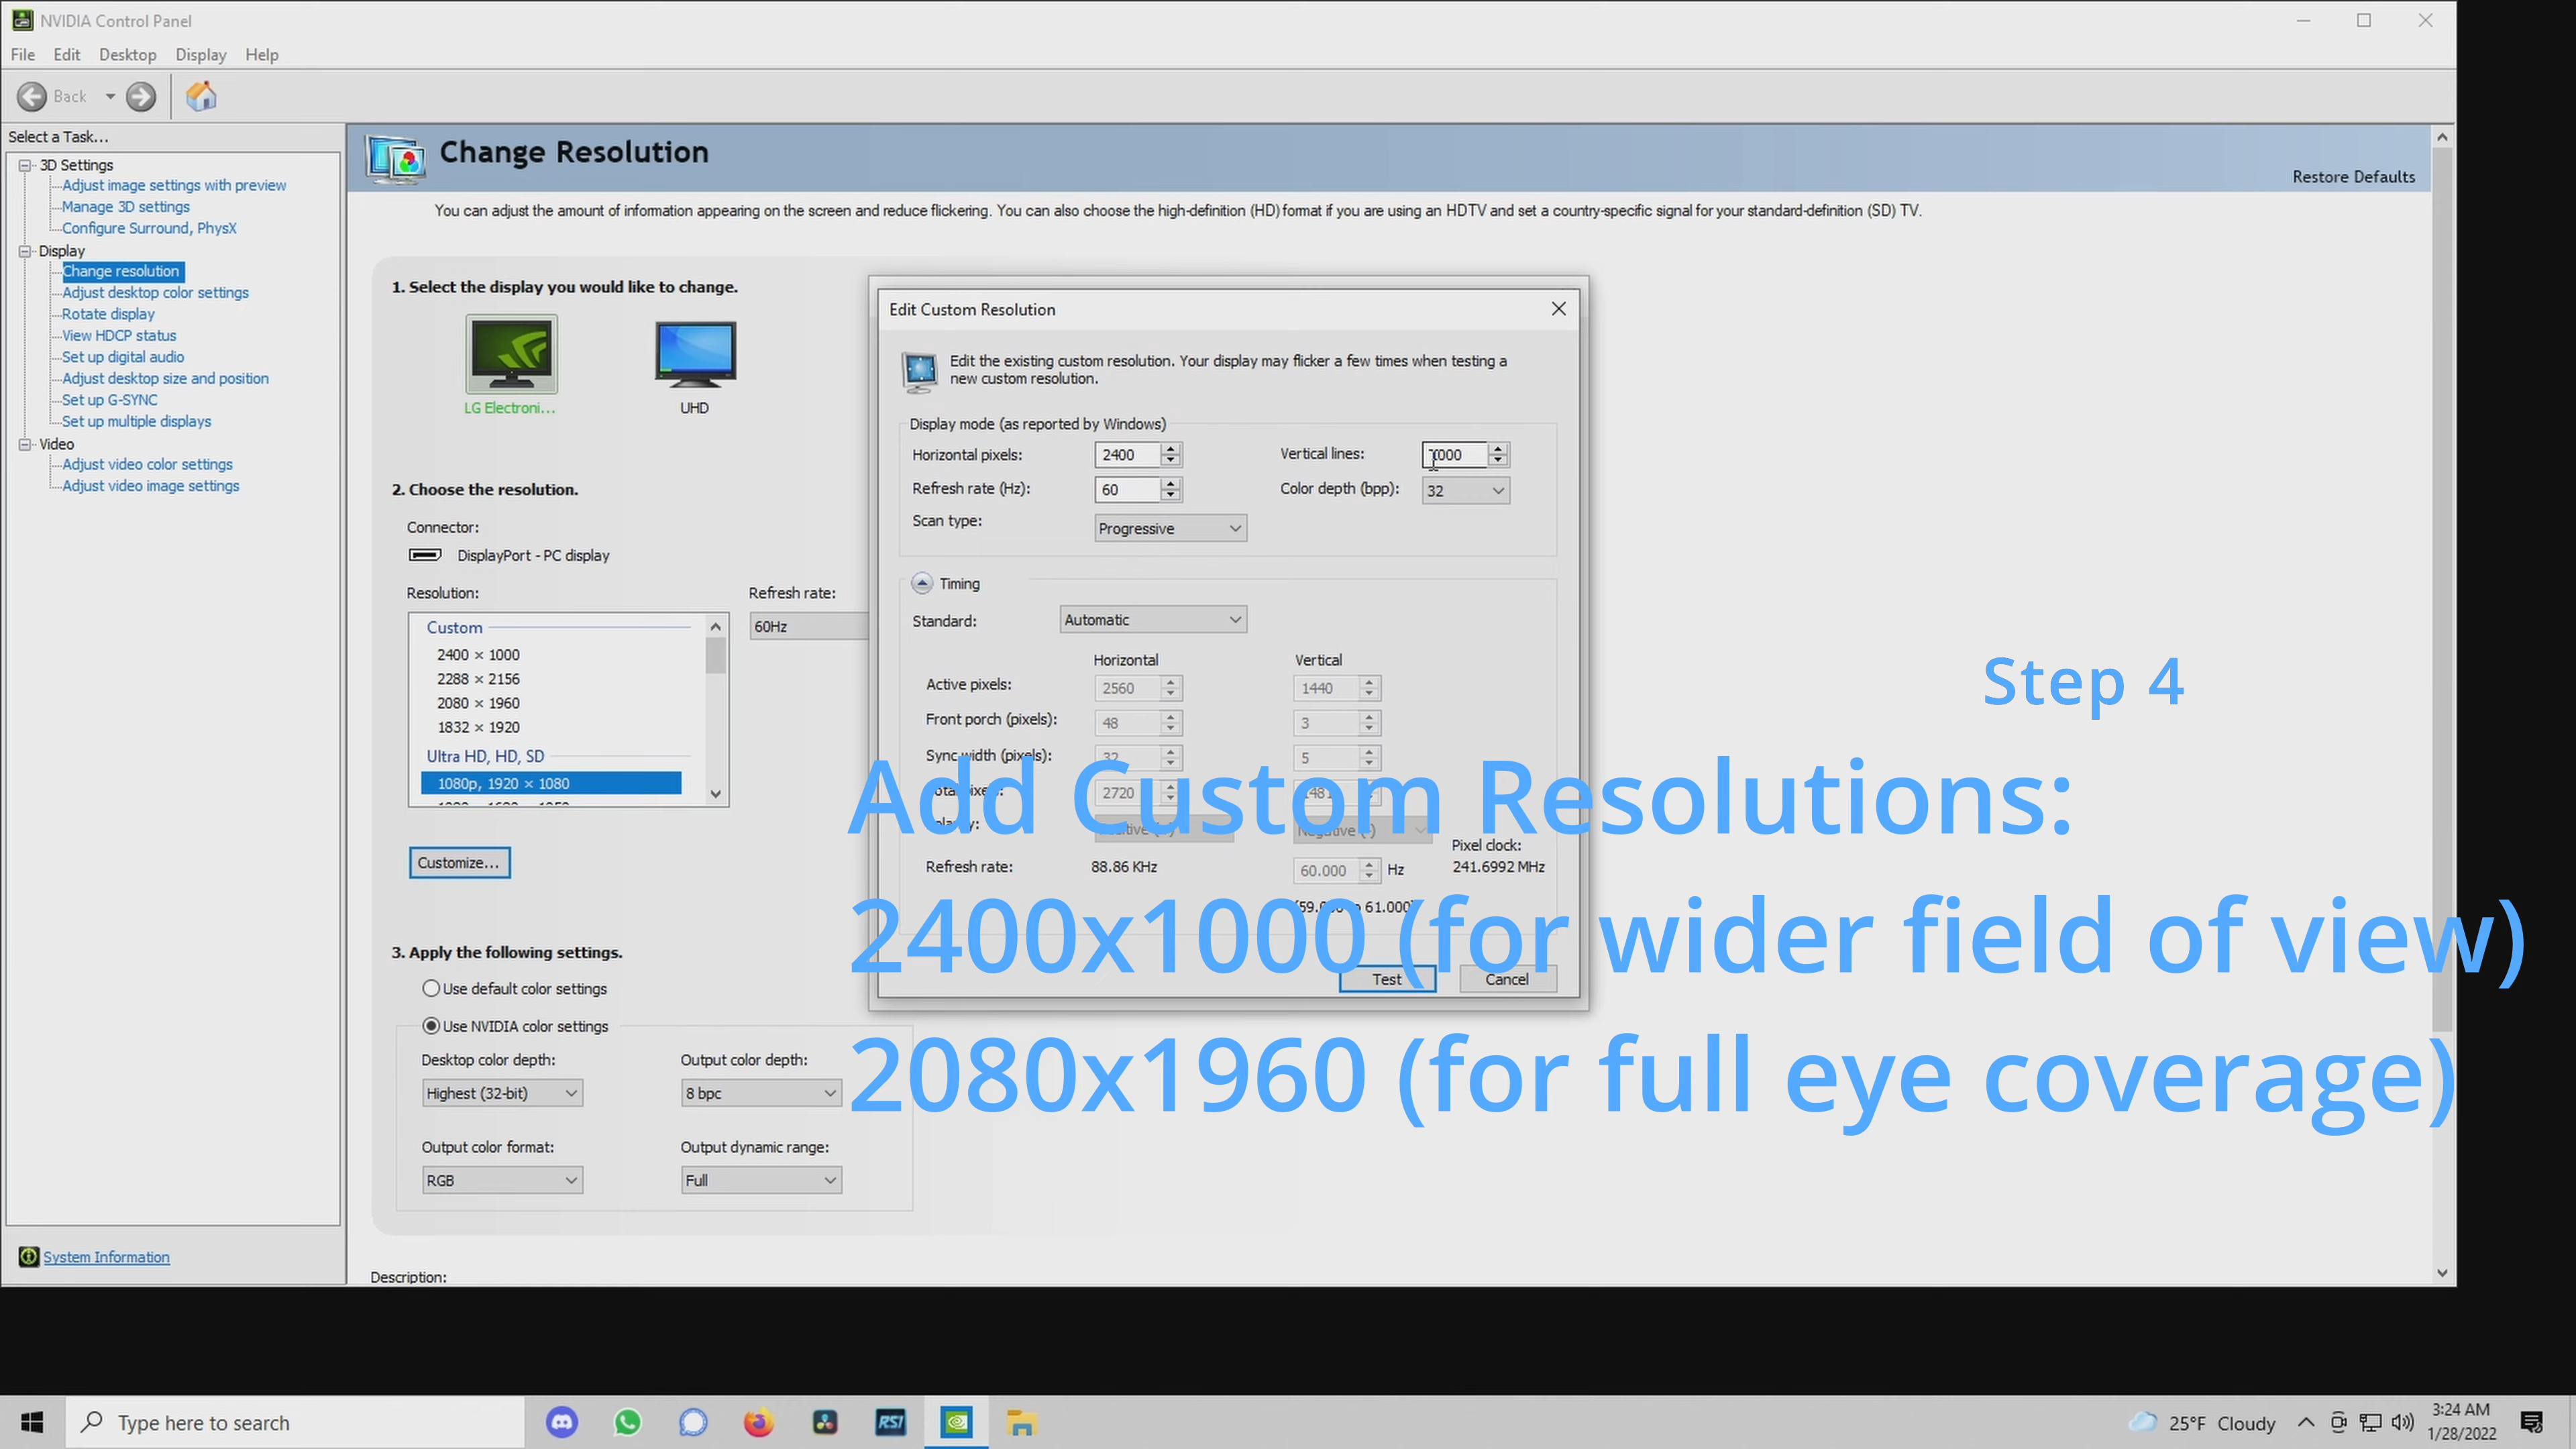 NVIDIA Control Panel
File Edit Desktop Display Help
Back
Select a Task...
3D Settings
Adjust image settings with preview
Manage 3D settings
Configure Surround, PhysX
Display
Change resolution
Adjust desktop color settings
Rotate display
View HDCP status
Set up digital audio
Adjust desktop size and position
Set up G-SYNC
Set up multiple displays
Video
Adjust video color settings
Adjust video image settings
System Information
Change Resolution
Restore Defaults
You can adjust the amount of information appearing on the screen and reduce flickering. You can also choose the high-definition (HD) format if you are using an HDTV and set a country-specific signal for your standard-definition (SD) TV.
1. Select the display you would like to change.
LG Electroni... UHD
2. Choose the resolution.
Connector:
DisplayPort - PC display
Resolution: Refresh rate:
60Hz
Custom
2400 × 1000
2288 × 2156
2080 × 1960
1832 × 1920
Ultra HD, HD, SD
1080p, 1920 × 1080
Customize...
3. Apply the following settings.
Use default color settings
Use NVIDIA color settings
Desktop color depth: Output color depth:
Highest (32-bit) 8 bpc
Output color format: Output dynamic range:
RGB Full
Description:
Edit Custom Resolution
Edit the existing custom resolution. Your display may flicker a few times when testing a
new custom resolution.
Display mode (as reported by Windows)
Horizontal pixels: 2400 Vertical lines: 1000
Refresh rate (Hz): 60 Color depth (bpp): 32
Scan type: Progressive
Timing
Standard: Automatic
Horizontal Vertical
Active pixels: 2560 1440
Front porch (pixels): 48 3
Sync width (pixels): 32 5
2720
Pixel clock:
Refresh rate: 88.86 KHz 60.000 Hz 241.6992 MHz
Test Cancel
Step 4
Add Custom Resolutions:
2400x1000 (for wider field of view)
2080x1960 (for full eye coverage)
Type here to search
RSI
25°F Cloudy
3:24 AM
1/28/2022